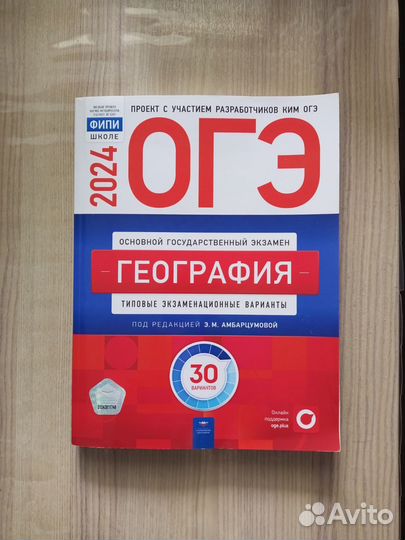 ПРОЕКТ С УЧАСТИЕМ РАЗРАБОТЧИКОВ КИМ ОГЭ
ФИПИ
ШКОЛЕ
2024
ОГЭ
ОСНОВНОЙ ГОСУДАРСТВЕННЫЙ ЭКЗАМЕН
ГЕОГРАФИЯ
ТИПОВЫЕ ЭКЗАМЕНАЦИОННЫЕ ВАРИАНТЫ
ПОД РЕДАКЦИЕЙ Э. М. АМБАРЦУМОВОЙ
30
ВАРИАНТОВ
Онлайн
поддержка
oge.plus
Avito